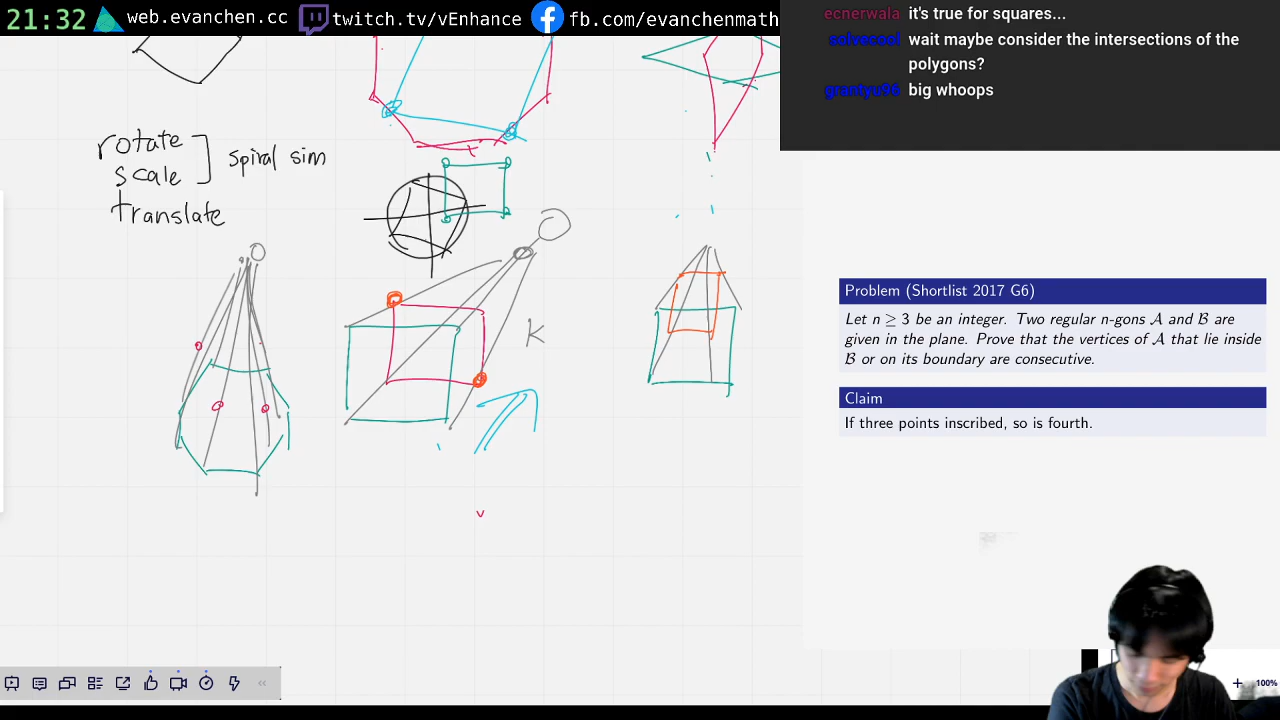 21:32 web.evanchen.cc twitch.tv/vEnhance fb.com/evanchenmath
ecnerwala it's true for squares...
solvecool wait maybe consider the intersections of the
polygons?
grantyu96 big whoops
rotate
scale
spiral sim
translate
K
Problem (Shortlist 2017 G6)
Let n ≥ 3 be an integer. Two regular n-gons 𝒜 and ℬ are
given in the plane. Prove that the vertices of 𝒜 that lie inside
ℬ or on its boundary are consecutive.
Claim
If three points inscribed, so is fourth.
100%